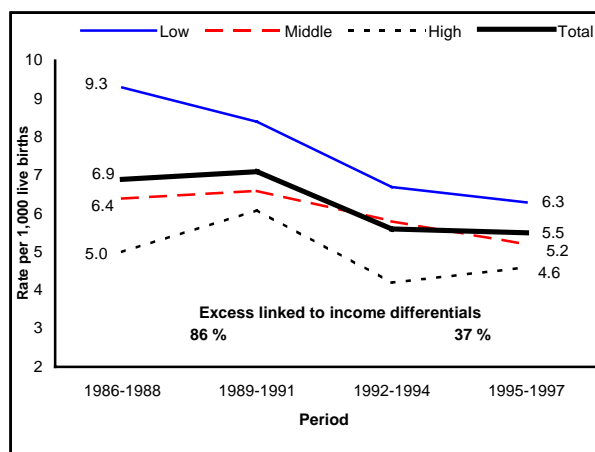 Low Middle High Total
10
9
8
7
6
5
4
3
2
Rate per 1,000 live births
9.3
6.9
6.4
5.0
6.3
5.5
5.2
4.6
Excess linked to income differentials
86 % 37 %
1986-1988 1989-1991 1992-1994 1995-1997
Period